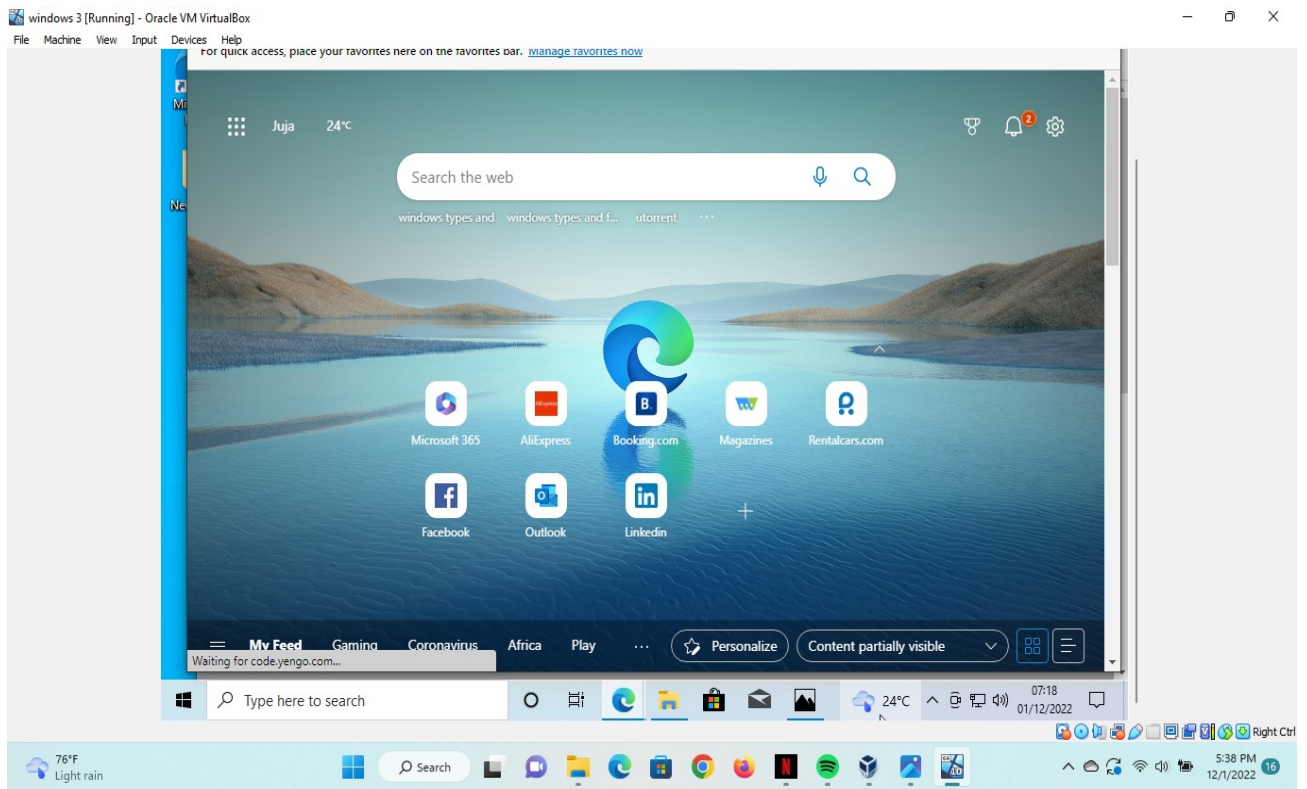 windows 3 [Running] - Oracle VM VirtualBox
File Machine View Input Devices Help
For quick access, place your favorites here on the favorites bar. Manage favorites now
Juja 24°C
2
Search the web
windows types and windows types and f... utorrent ...
Microsoft 365 AliExpress Booking.com Magazines Rentalcars.com
Facebook Outlook Linkedin
My Feed Gaming Coronavirus Africa Play ... Personalize Content partially visible
Waiting for code.yengo.com...
Type here to search
24°C
07:18
01/12/2022
Right Ctrl
76°F
Light rain
Search
5:38 PM
12/1/2022
16